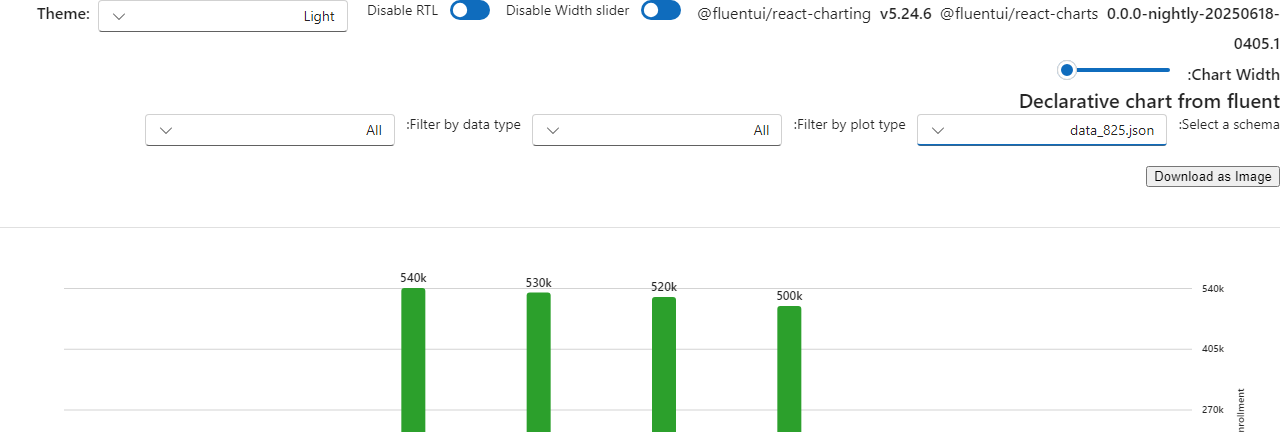 Theme: Light Disable RTL Disable Width slider @fluentui/react-charting v5.24.6 @fluentui/react-charts 0.0.0-nightly-20250618-0405.1
Chart Width:
Declarative chart from fluent
Select a schema: data_825.json Filter by plot type: All Filter by data type: All
Download as Image
540k
530k
520k
500k
540k
405k
270k